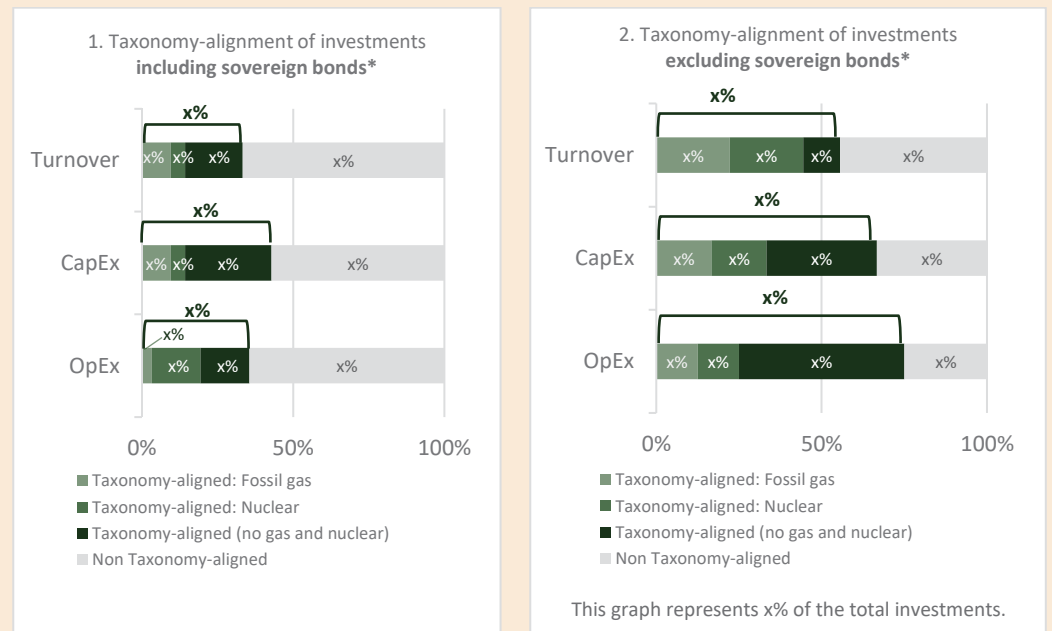 1. Taxonomy-alignment of investments
including sovereign bonds*
x%
Turnover
x%
x%
x%
x%
x%
CapEx
x%
x%
x%
x%
x%
x%
OpEx
x%
x%
x%
0%
50%
100%
Taxonomy-aligned: Fossil gas
Taxonomy-aligned: Nuclear
Taxonomy-aligned (no gas and nuclear)
Non Taxonomy-aligned
2. Taxonomy-alignment of investments
excluding sovereign bonds*
x%
Turnover
x%
x%
x%
x%
x%
CapEx
x%
x%
x%
x%
x%
OpEx
x%
x%
x%
x%
0%
50%
100%
Taxonomy-aligned: Fossil gas
Taxonomy-aligned: Nuclear
Taxonomy-aligned (no gas and nuclear)
Non Taxonomy-aligned
This graph represents x% of the total investments.